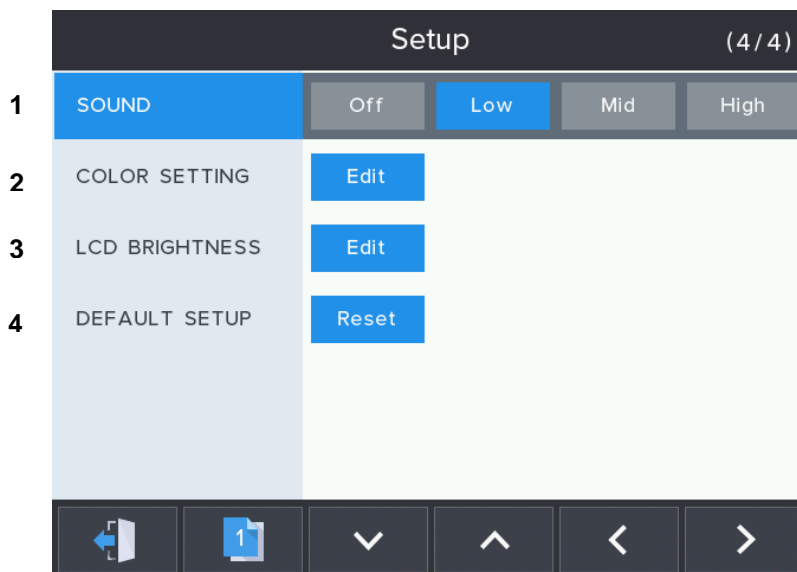 Setup (4/4)
1 SOUND Off Low Mid High
2 COLOR SETTING Edit
3 LCD BRIGHTNESS Edit
4 DEFAULT SETUP Reset
1